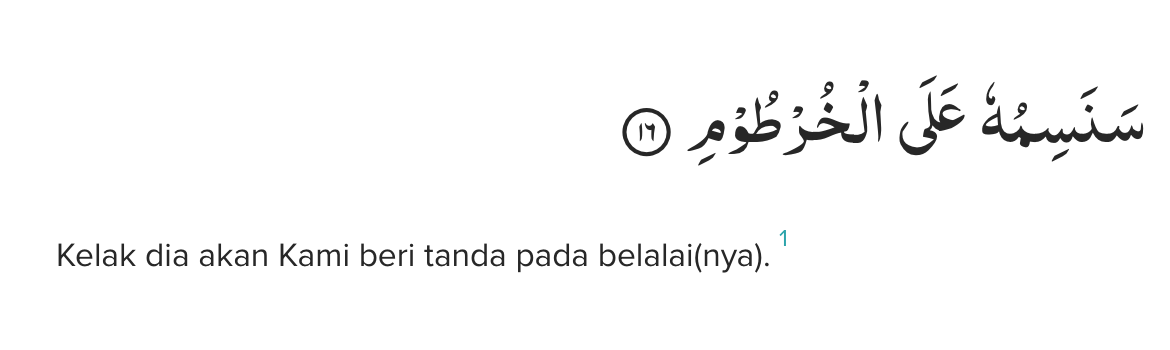 سَنَسِمُهٗ عَلَى الْخُرْطُوْمِ ١٦
Kelak dia akan Kami beri tanda pada belalai(nya). 1